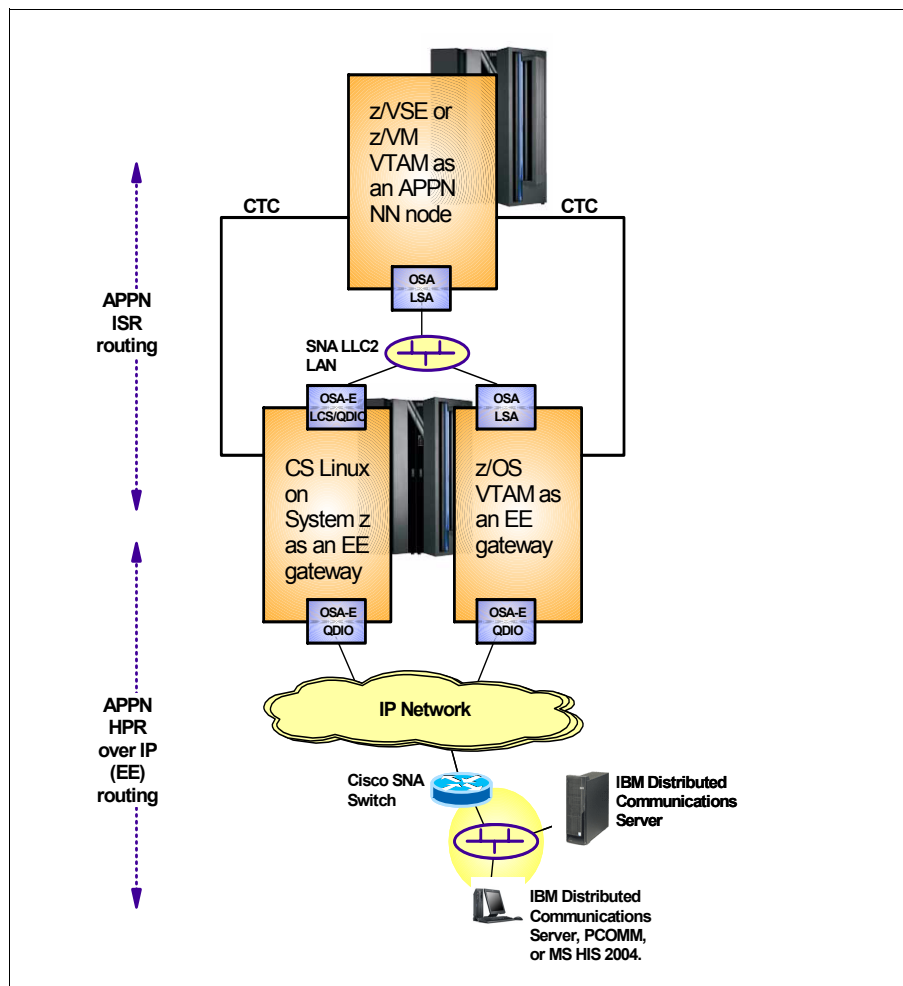 z/VSE or
z/VM
VTAM as
an APPN
NN node
CTC
CTC
OSA
LSA
APPN
ISR
routing
SNA LLC2
LAN
OSA-E
LCS/QDIO
OSA
LSA
CS Linux
on
System z
as an EE
gateway
z/OS
VTAM as
an EE
gateway
OSA-E
QDIO
OSA-E
QDIO
APPN
HPR
over IP
(EE)
routing
IP Network
Cisco SNA
Switch
IBM Distributed
Communications
Server
IBM Distributed
Communications
Server, PCOMM,
or MS HIS 2004.